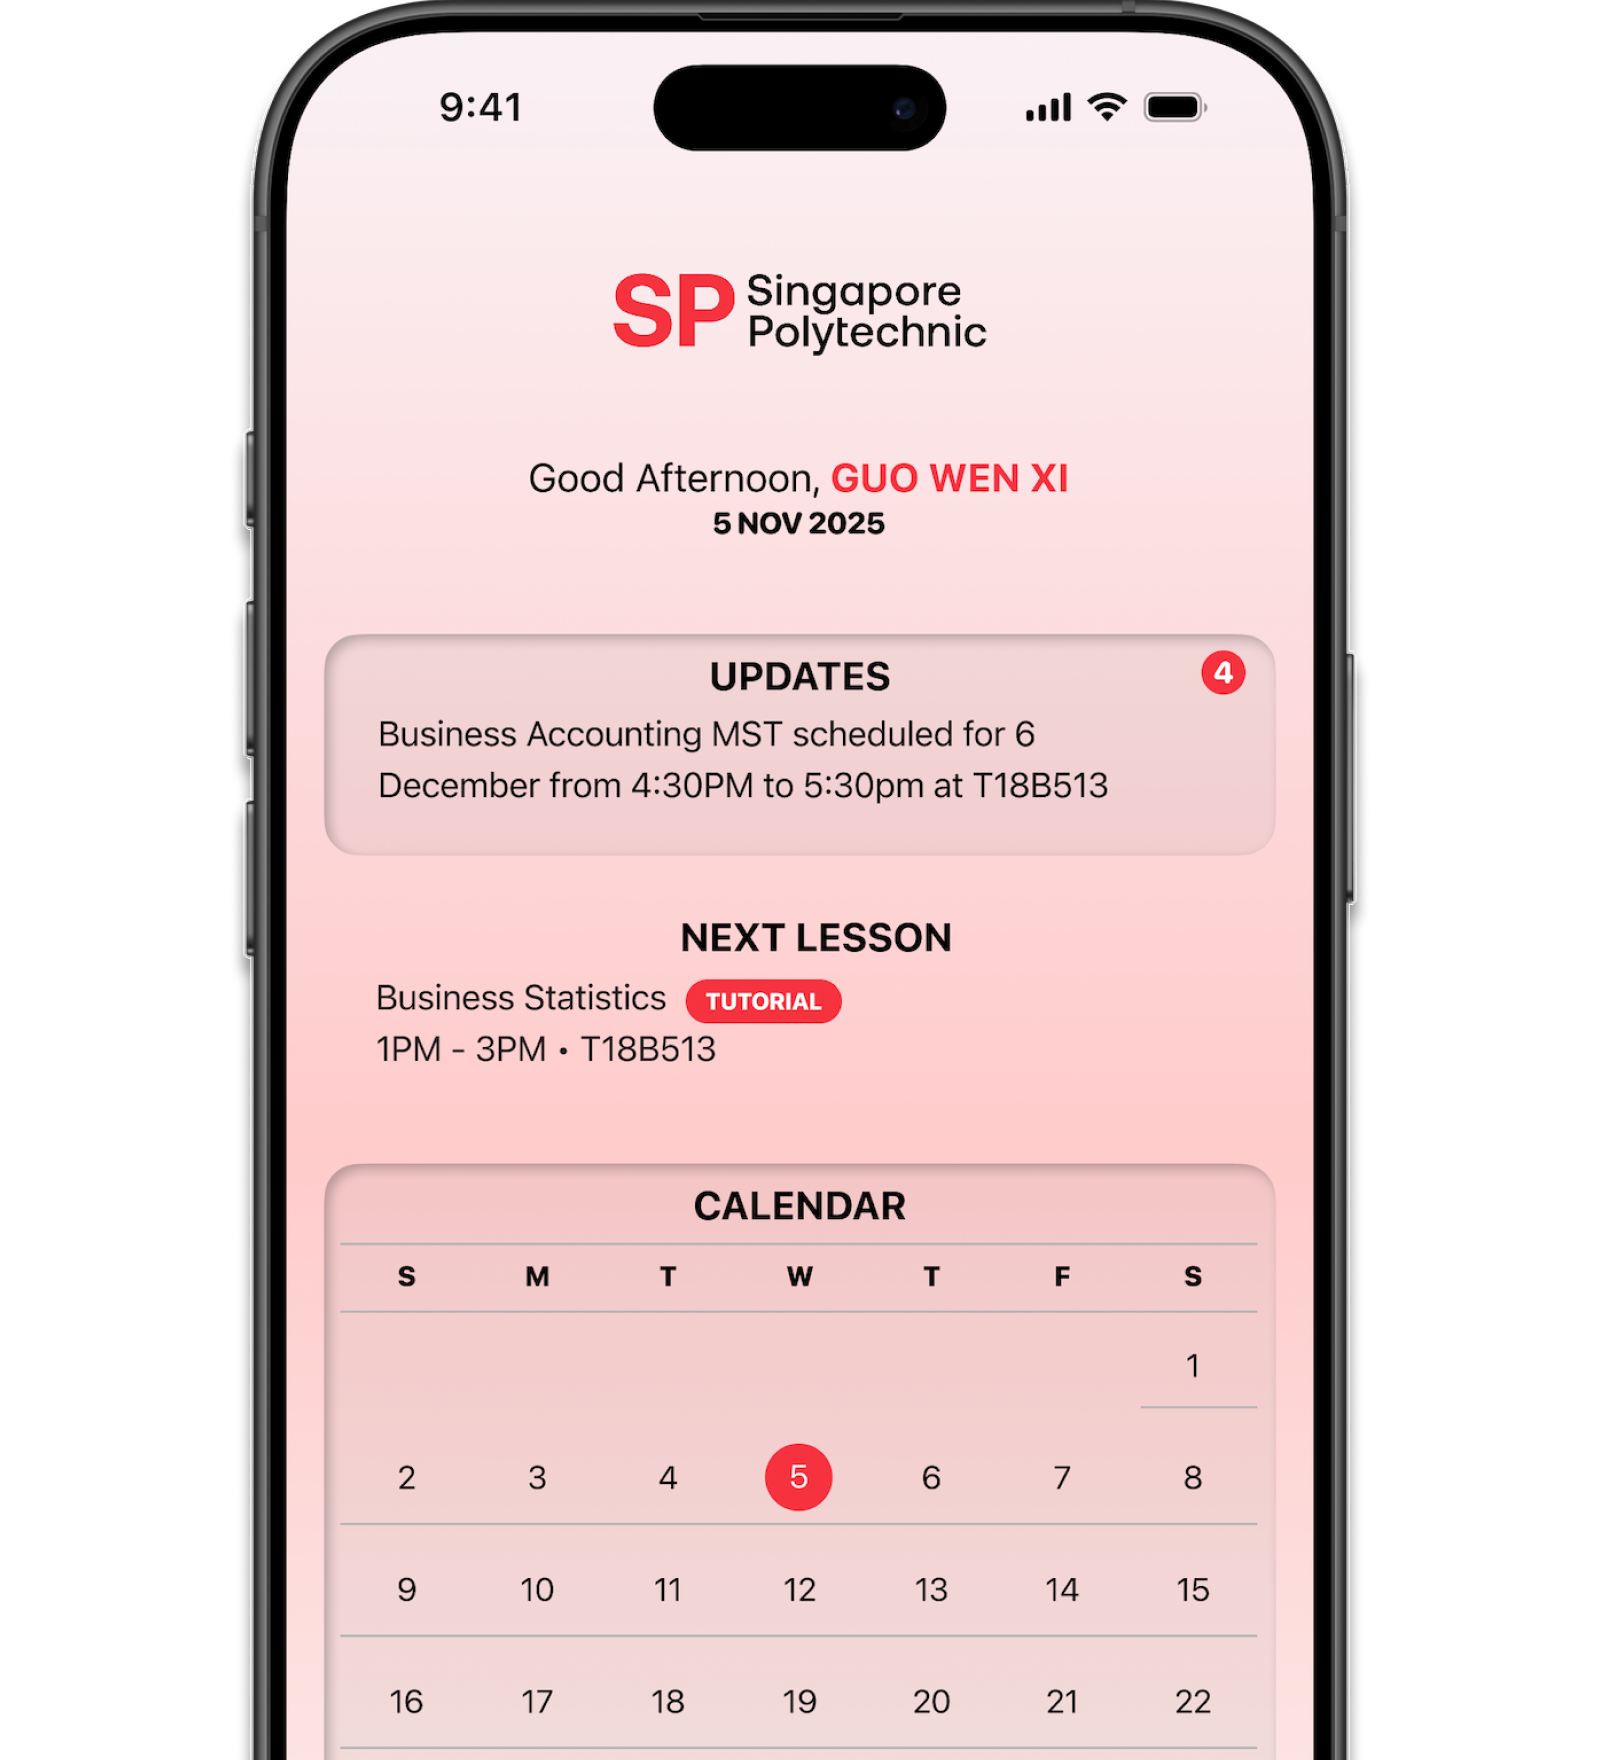 9:41
SP Singapore
Polytechnic
Good Afternoon, GUO WEN XI
5 NOV 2025
UPDATES 4
Business Accounting MST scheduled for 6
December from 4:30PM to 5:30pm at T18B513
NEXT LESSON
Business Statistics TUTORIAL
1PM - 3PM • T18B513
CALENDAR
S M T W T F S
1
2 3 4 5 6 7 8
9 10 11 12 13 14 15
16 17 18 19 20 21 22